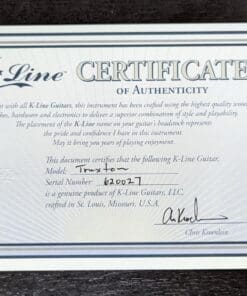 Line CERTIFICATE
OF AUTHENTICITY
with all K-Line Guitars, this instrument has been crafted using the highest quality
hardware and electronics to deliver a superior combination of style and playability.
The placement of the K-Line name on your guitars headstock represents
the pride and confidence I have in this instrument.
May it bring you years of playing enjoyment.
This document certifies that the following K-Line Guitar,
Model: Truxton
Serial Number: 620027
is a genuine product of K-Line Guitars, LLC,
crafted in St. Louis, Missouri, U.S.A.
Chris Kroenlein